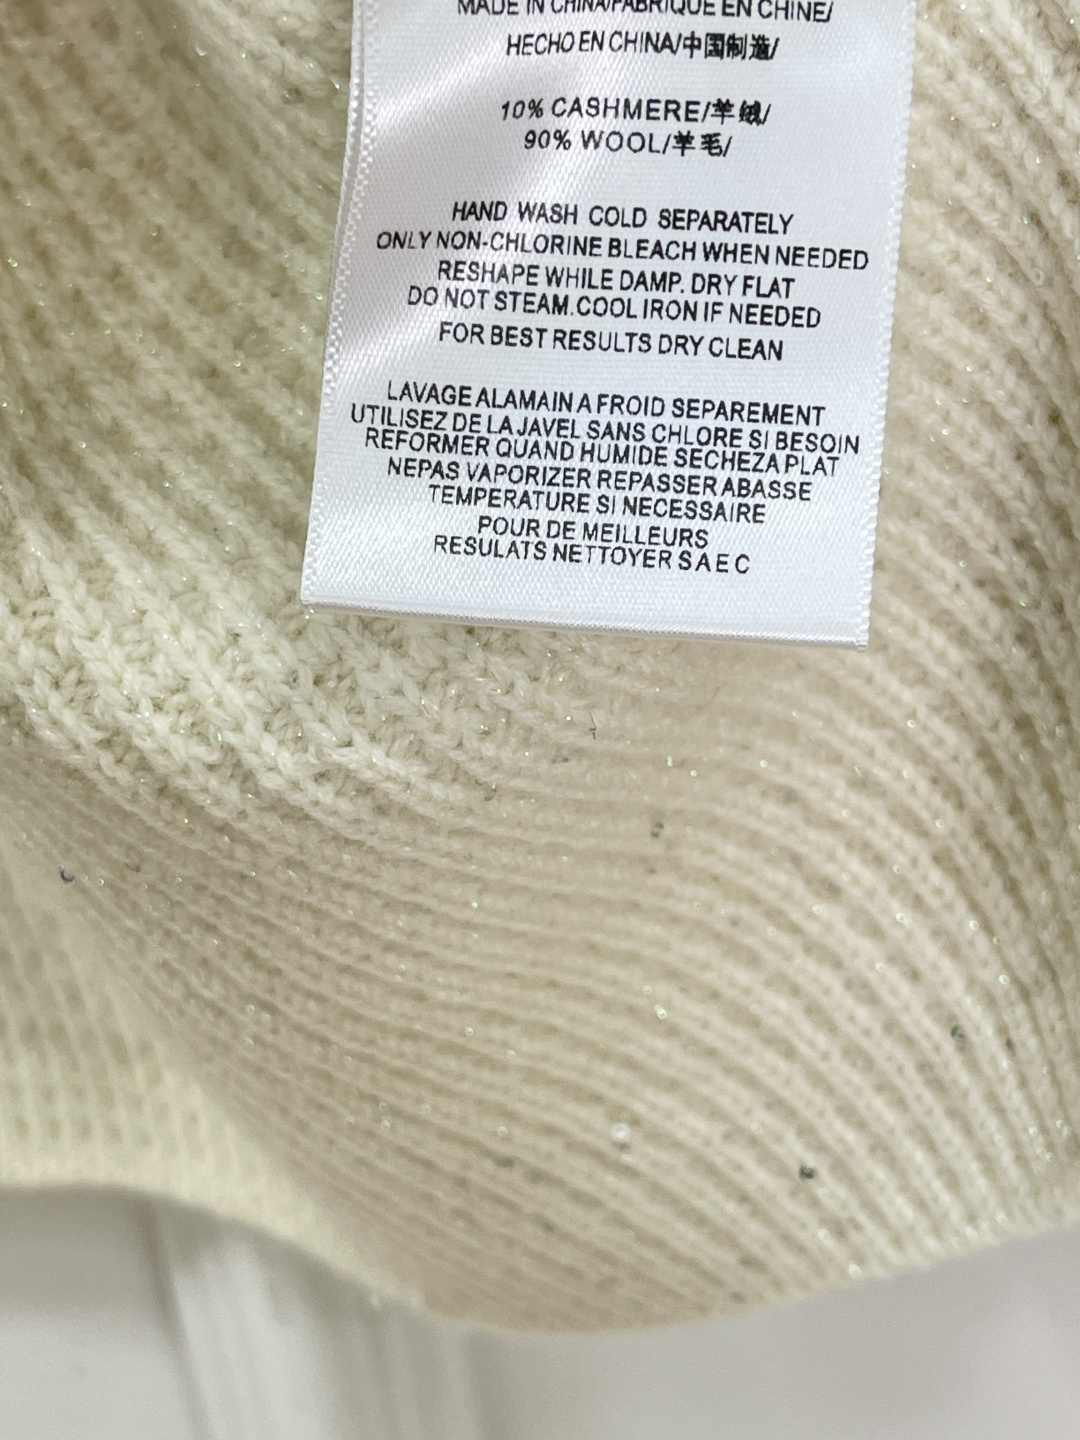 MADE IN CHINA/FABRIQUE EN CHINE/
HECHO EN CHINA/中国制造/
10% CASHMERE/羊绒/
90% WOOL/羊毛/
HAND WASH COLD SEPARATELY
ONLY NON-CHLORINE BLEACH WHEN NEEDED
RESHAPE WHILE DAMP. DRY FLAT
DO NOT STEAM.COOL IRON IF NEEDED
FOR BEST RESULTS DRY CLEAN
LAVAGE ALAMAIN A FROID SEPAREMENT
UTILISEZ DE LA JAVEL SANS CHLORE SI BESOIN
REFORMER QUAND HUMIDE SECHEZA PLAT
NEPAS VAPORIZER REPASSER ABASSE
TEMPERATURE SI NECESSAIRE
POUR DE MEILLEURS
RESULATS NETTOYER S A E C